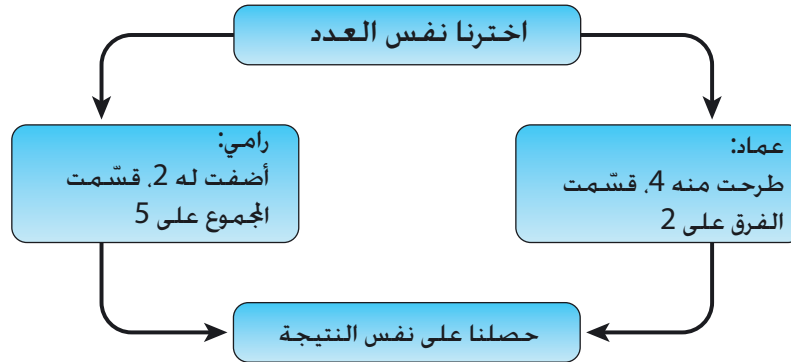 اخترنا نفس العدد
عماد:
طرحت منه 4، قسّمت
الفرق على 2
رامي:
أضفت له 2، قسّمت
المجموع على 5
حصلنا على نفس النتيجة